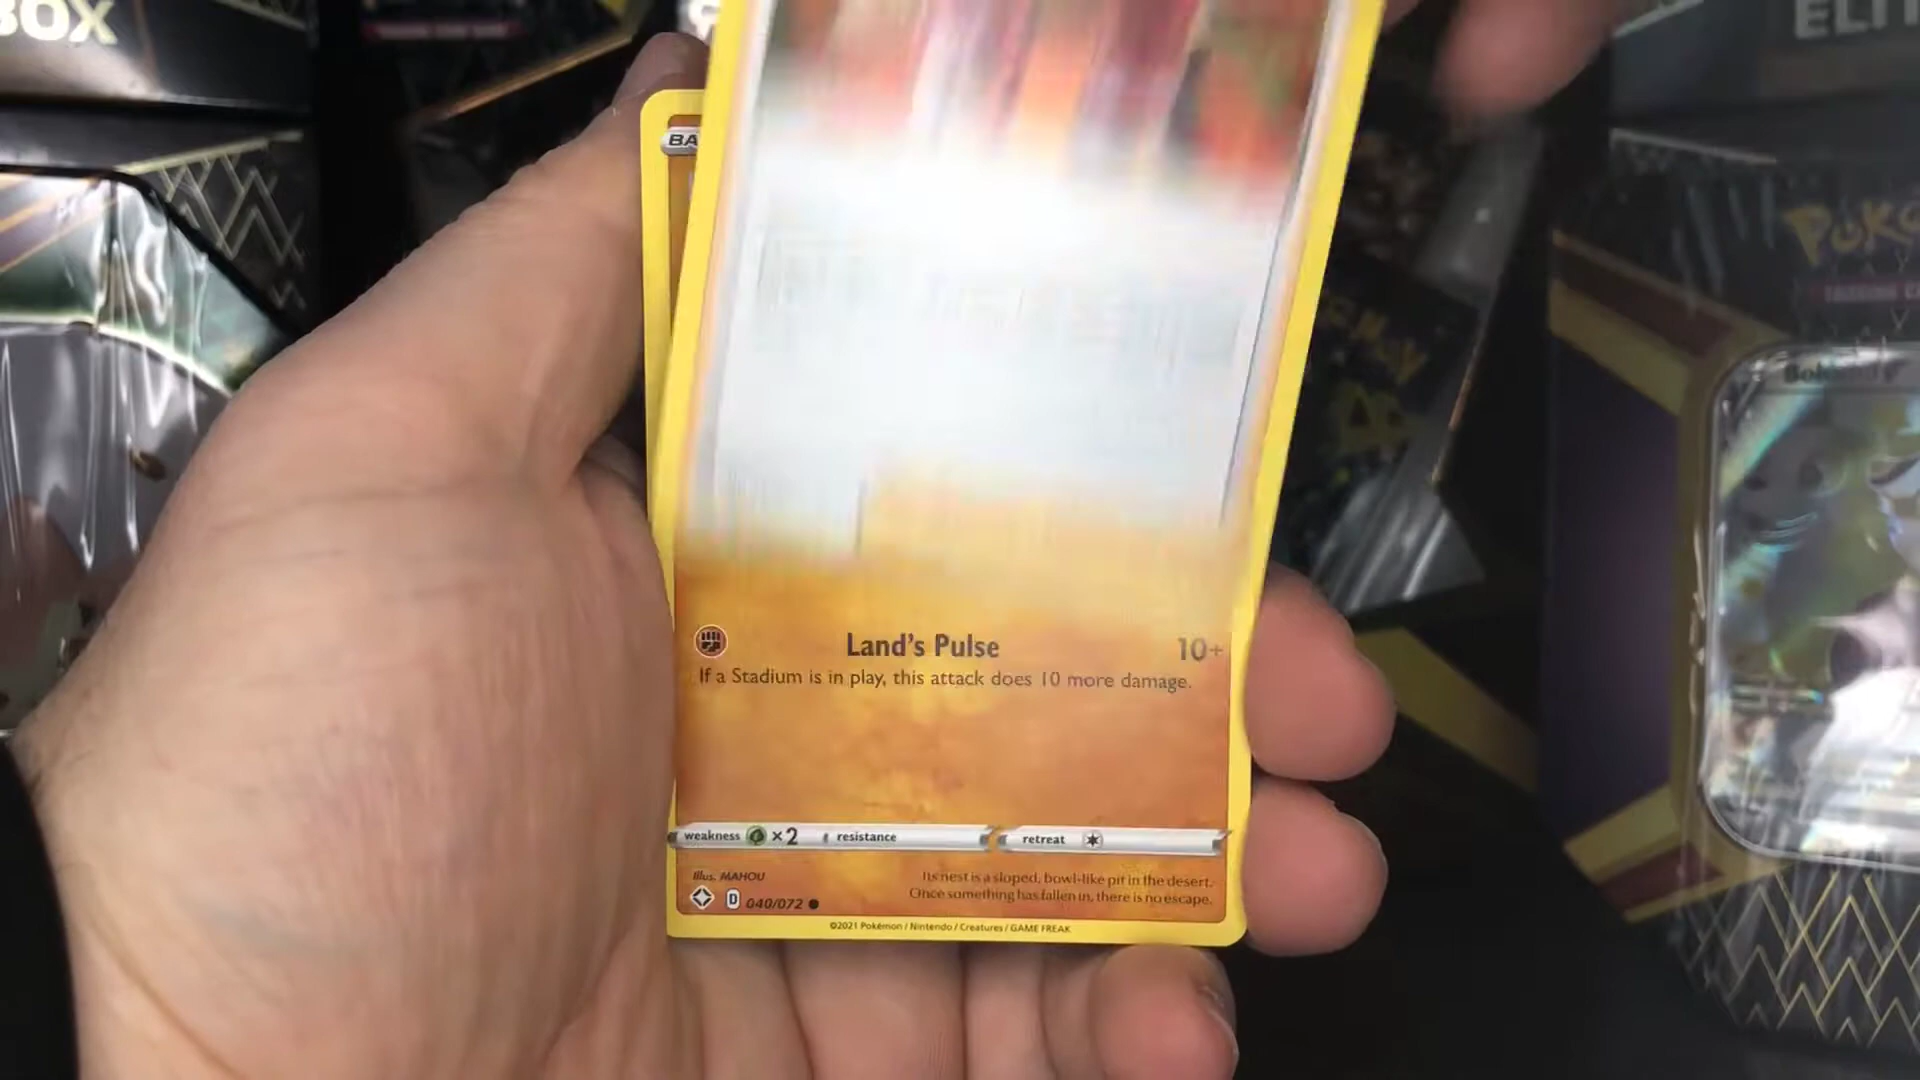 BOX
ELIT
BA
POKé
Land's Pulse 10+
If a Stadium is in play, this attack does 10 more damage.
weakness ×2 resistance retreat
Illus. MAHOU
Its nest is a sloped, bowl-like pit in the desert.
Once something has fallen in, there is no escape.
D 040/072
©2021 Pokémon / Nintendo / Creatures / GAME FREAK